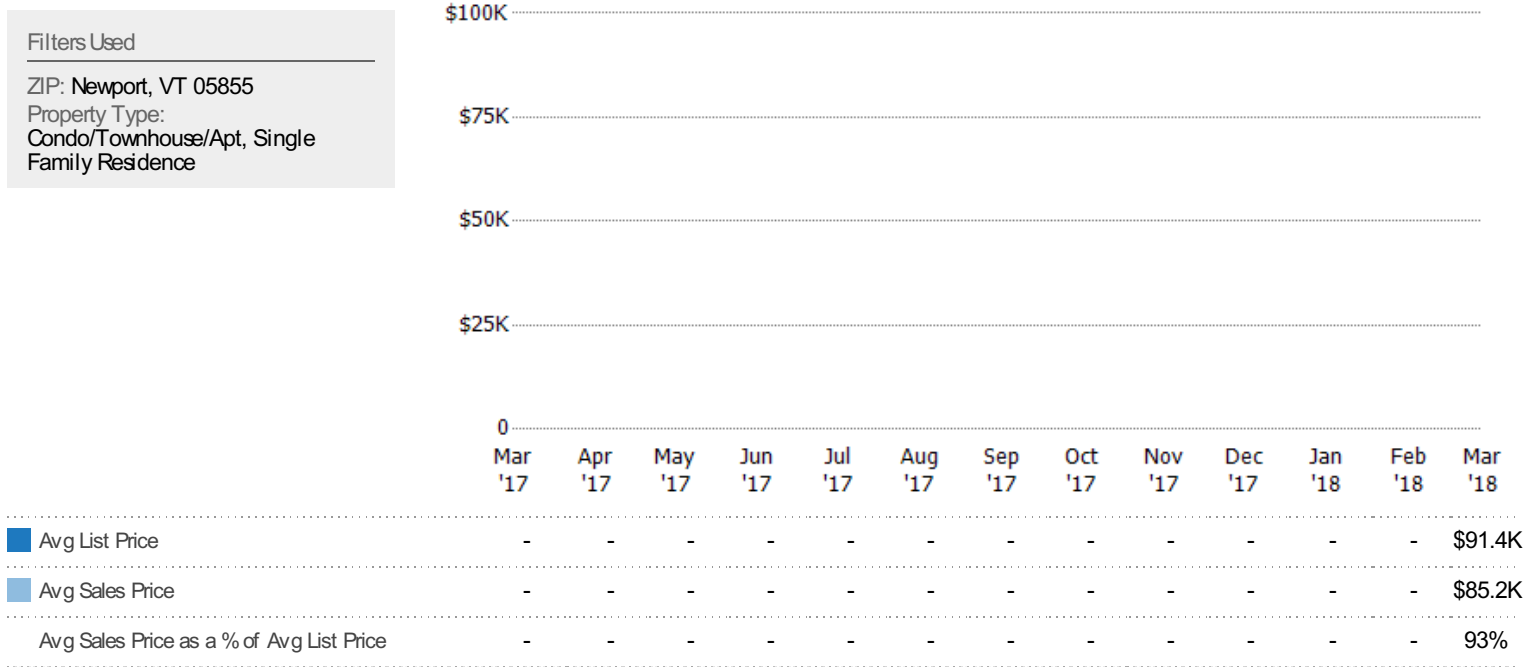 Filters Used
ZIP: Newport, VT 05855
Property Type:
Condo/Townhouse/Apt, Single
Family Residence
$100K
$75K
$50K
$25K
0
Mar Apr May Jun Jul Aug Sep Oct Nov Dec Jan Feb Mar
'17 '17 '17 '17 '17 '17 '17 '17 '17 '17 '18 '18 '18
Avg List Price - - - - - - - - - - - - $91.4K
Avg Sales Price - - - - - - - - - - - - $85.2K
Avg Sales Price as a % of Avg List Price - - - - - - - - - - - - 93%